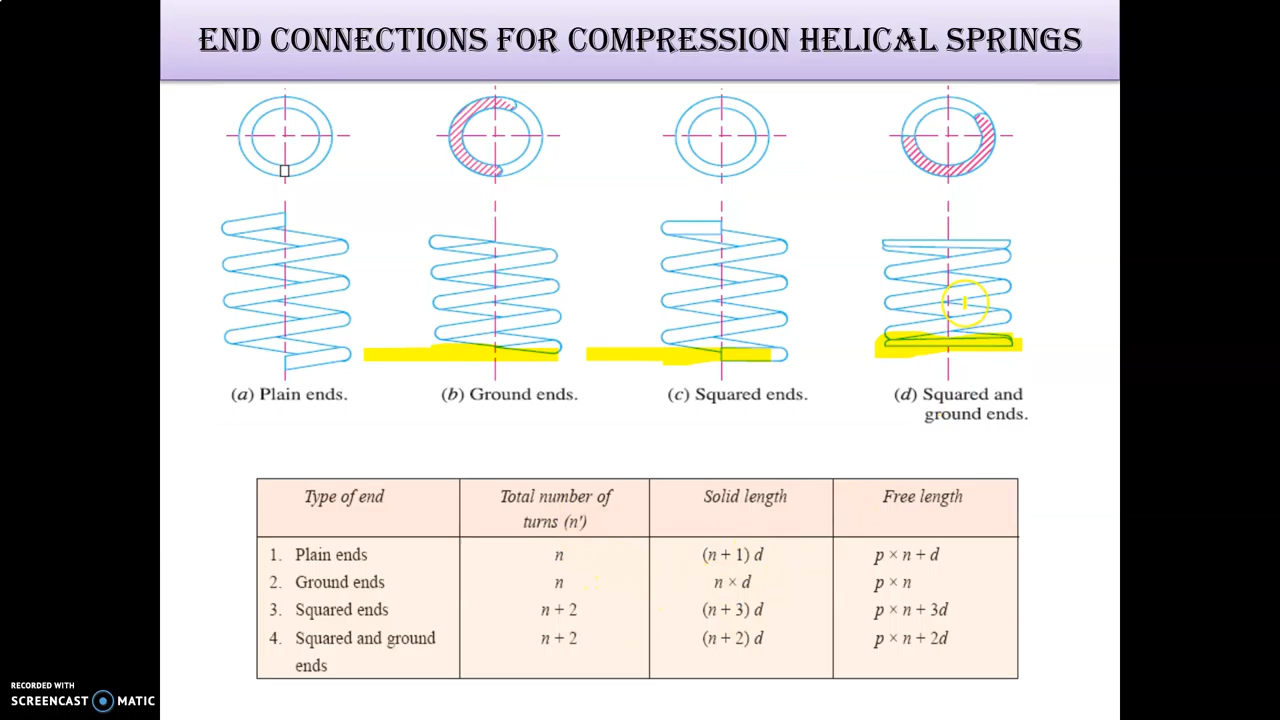 END CONNECTIONS FOR COMPRESSION HELICAL SPRINGS
(a) Plain ends.
(b) Ground ends.
(c) Squared ends.
(d) Squared and
ground ends.
Type of end
Total number of
turns (n')
Solid length
Free length
1. Plain ends
n
(n + 1) d
p × n + d
2. Ground ends
n
n × d
p × n
3. Squared ends
n + 2
(n + 3) d
p × n + 3d
4. Squared and ground
ends
n + 2
(n + 2) d
p × n + 2d
RECORDED WITH
SCREENCAST MATIC